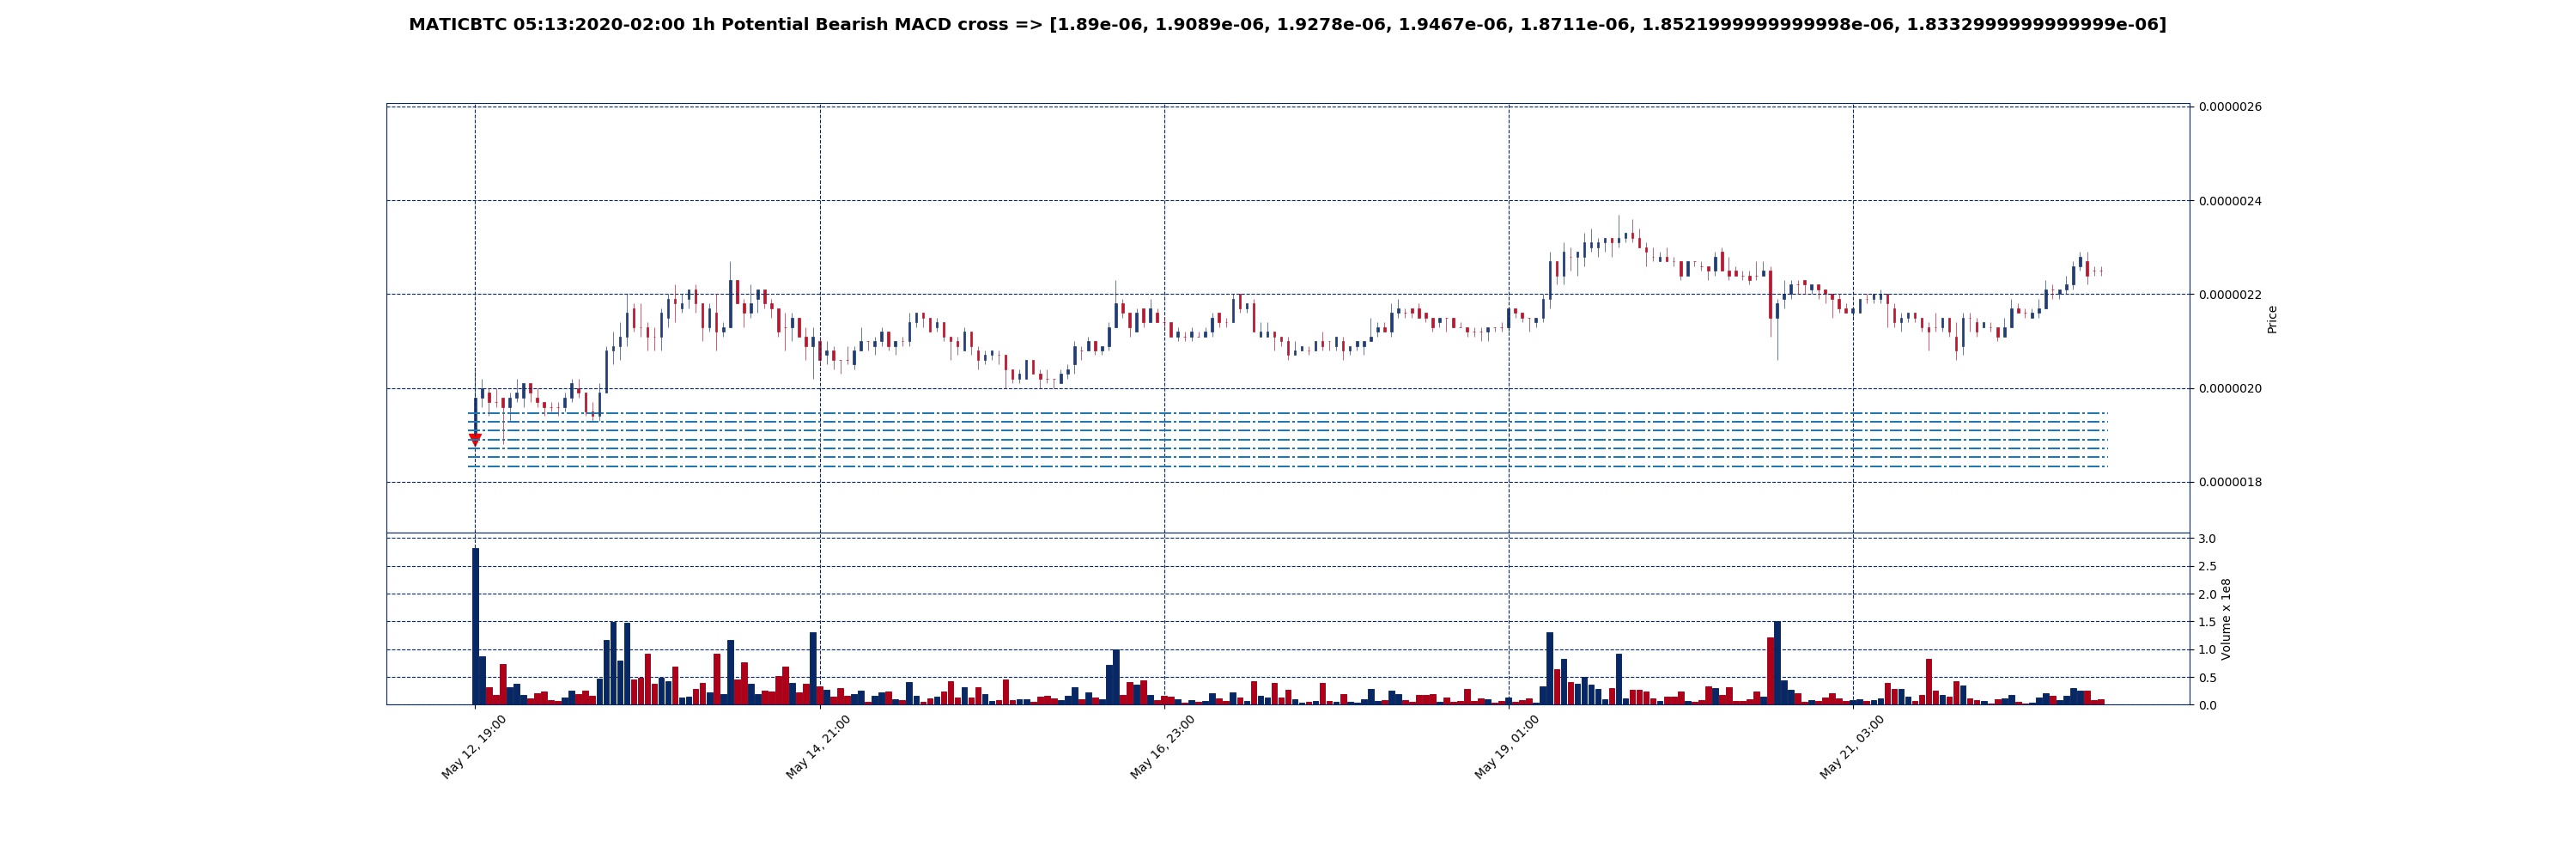 MATICBTC 05:13:2020-02:00 1h Potential Bearish MACD cross => [1.89e-06, 1.9089e-06, 1.9278e-06, 1.9467e-06, 1.8711e-06, 1.8521999999999998e-06, 1.8332999999999999e-06]
0.0000026
0.0000024
0.0000022
0.0000020
0.0000018
Price
3.0
2.5
2.0
1.5
1.0
0.5
0.0
Volume x 1e8
May 12, 19:00
May 14, 21:00
May 16, 23:00
May 19, 01:00
May 21, 03:00